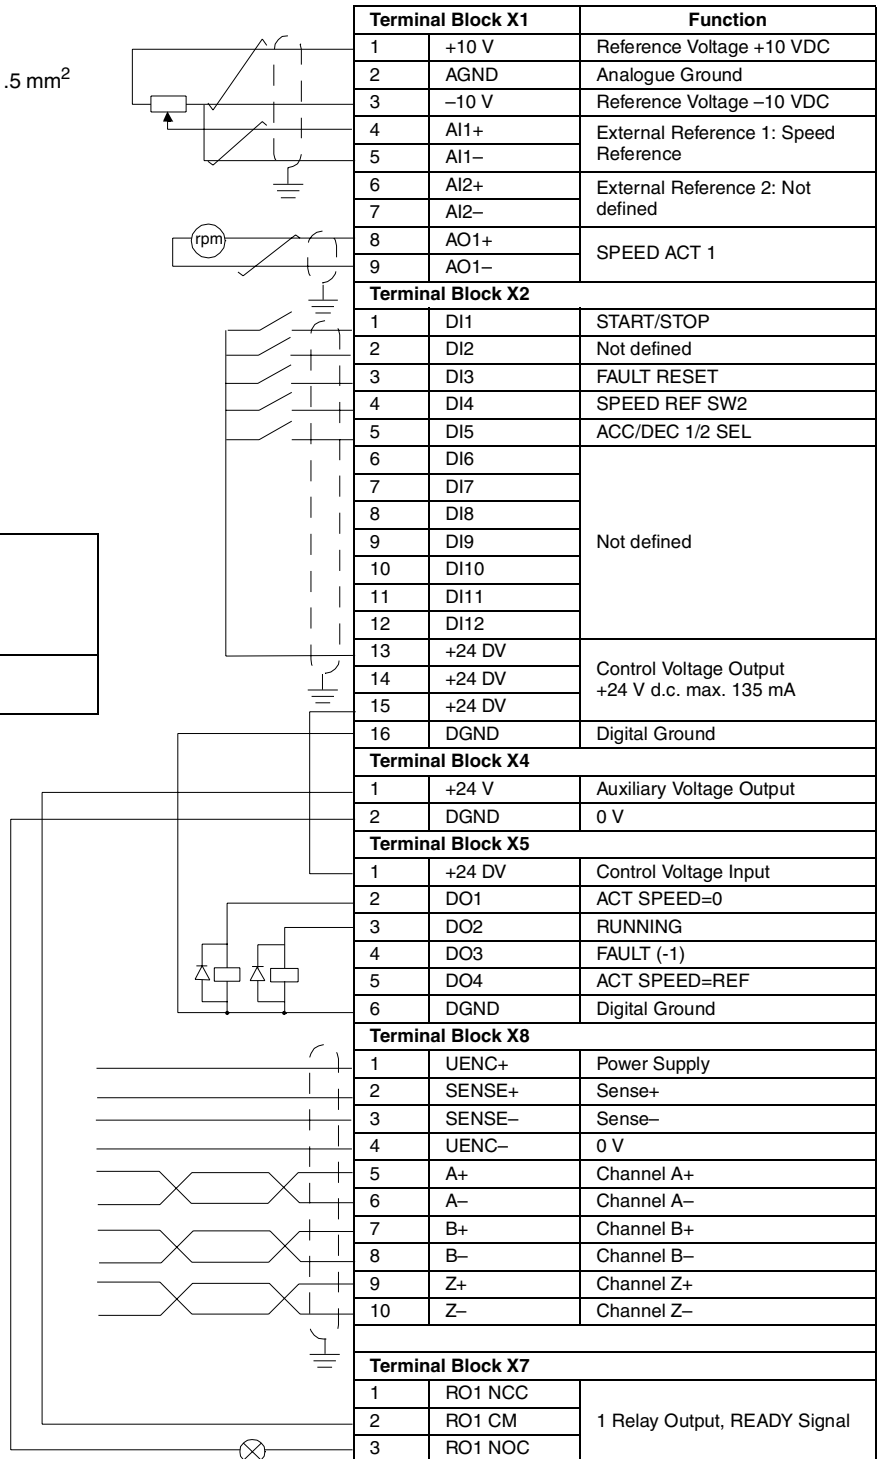 Terminal Block X1 Function
1 +10 V Reference Voltage +10 VDC
.5 mm2
2 AGND Analogue Ground
3 –10 V Reference Voltage –10 VDC
4 AI1+ External Reference 1: Speed
5 AI1– Reference
6 AI2+ External Reference 2: Not
7 AI2– defined
rpm
8 AO1+ SPEED ACT 1
9 AO1–
Terminal Block X2
1 DI1 START/STOP
2 DI2 Not defined
3 DI3 FAULT RESET
4 DI4 SPEED REF SW2
5 DI5 ACC/DEC 1/2 SEL
6 DI6
7 DI7
8 DI8
9 DI9 Not defined
10 DI10
11 DI11
12 DI12
13 +24 DV Control Voltage Output
14 +24 DV +24 V d.c. max. 135 mA
15 +24 DV
16 DGND Digital Ground
Terminal Block X4
1 +24 V Auxiliary Voltage Output
2 DGND 0 V
Terminal Block X5
1 +24 DV Control Voltage Input
2 DO1 ACT SPEED=0
3 DO2 RUNNING
4 DO3 FAULT (-1)
5 DO4 ACT SPEED=REF
6 DGND Digital Ground
Terminal Block X8
1 UENC+ Power Supply
2 SENSE+ Sense+
3 SENSE– Sense–
4 UENC– 0 V
5 A+ Channel A+
6 A– Channel A–
7 B+ Channel B+
8 B– Channel B–
9 Z+ Channel Z+
10 Z– Channel Z–
Terminal Block X7
1 RO1 NCC
2 RO1 CM 1 Relay Output, READY Signal
3 RO1 NOC